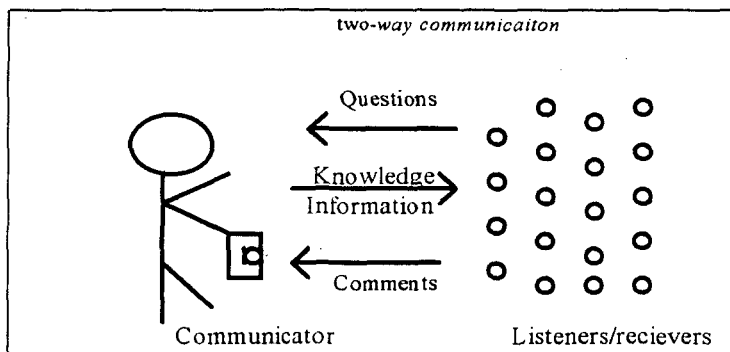 two-way communicaiton
Questions
Knowledge
Information
Comments
Communicator
Listeners/recievers